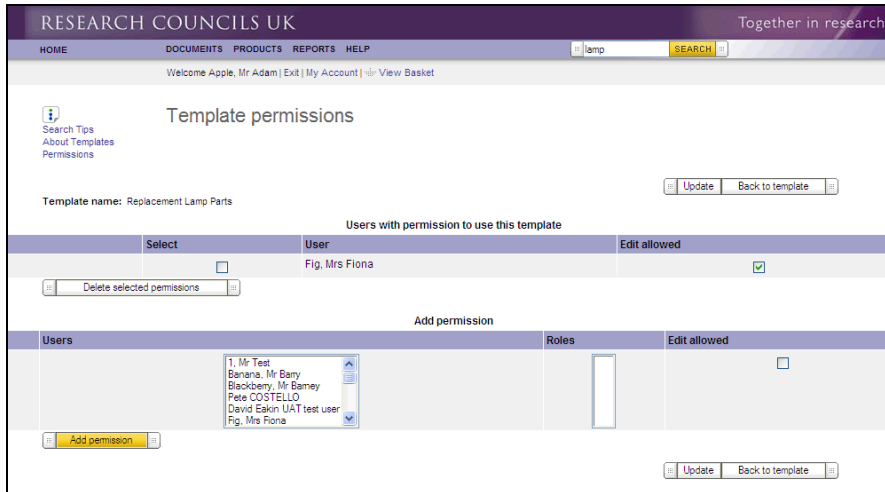 RESEARCH COUNCILS UK
Together in research
HOME DOCUMENTS PRODUCTS REPORTS HELP lamp SEARCH
Welcome Apple, Mr Adam | Exit | My Account | View Basket
Template permissions
Search Tips
About Templates
Permissions
Update Back to template
Template name: Replacement Lamp Parts
Users with permission to use this template
Select User Edit allowed
Fig, Mrs Fiona
Delete selected permissions
Add permission
Users Roles Edit allowed
1, Mr Test
Banana, Mr Barry
Blackberry, Mr Barney
Pete COSTELLO
David Eakin UAT test user
Fig, Mrs Fiona
Add permission
Update Back to template